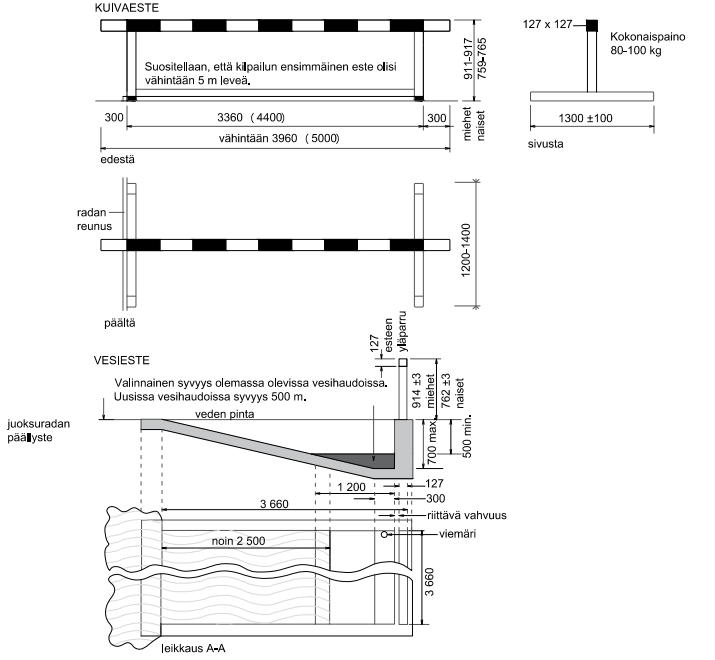 KUIVAESTE
127 x 127
Kokonaispaino
80-100 kg
Suositellaan, että kilpailun ensimmäinen este olisi
vähintään 5 m leveä.
911-917
759-765
miehet
naiset
300
3360 (4400)
300
vähintään 3960 (5000)
edestä
1300 ±100
sivusta
radan
reunus
1200-1400
päältä
VESIESTE
127
esteen
yläparru
Valinnainen syvyys olemassa olevissa vesihaudoissa.
Uusissa vesihaudoissa syvyys 500 m.
914 ±3
miehet
762 ±3
naiset
juoksuradan
päällyste
veden pinta
700 max.
500 min.
1 200
127
3 660
300
riittävä vahvuus
noin 2 500
viemäri
3 660
leikkaus A-A